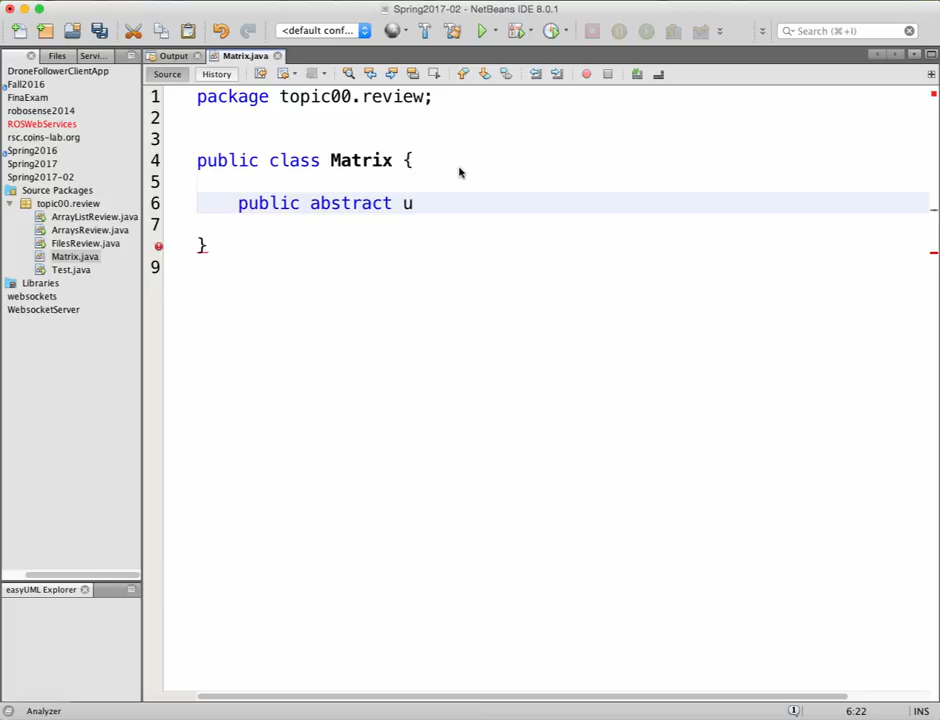 Spring2017-02 - NetBeans IDE 8.0.1
<default conf...
Search (⌘+I)
Files
Servi...
Output
Matrix.java
Source
History
DroneFollowerClientApp
Fall2016
FinaExam
robosense2014
ROSWebServices
rsc.coins-lab.org
Spring2016
Spring2017
Spring2017-02
Source Packages
topic00.review
ArrayListReview.java
ArraysReview.java
FilesReview.java
Matrix.java
Test.java
Libraries
websockets
WebsocketServer
1 package topic00.review;
2
3
4 public class Matrix {
5
6 public abstract u
7
}
9
easyUML Explorer
Analyzer
1
6:22
INS